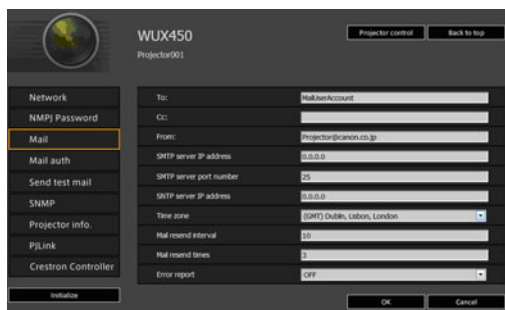 WUX450
Projector control
Back to top
Projector001
Network
NMPJ Password
Mail
Mail auth
Send test mail
SNMP
Projector info.
PJLink
Crestron Controller
Initialize
To: MailUserAccount
Cc:
From: Projector@canon.co.jp
SMTP server IP address 0.0.0.0
SMTP server port number 25
SNTP server IP address 0.0.0.0
Time zone (GMT) Dublin, Lisbon, London
Mail resend interval 10
Mail resend times 3
Error report OFF
OK
Cancel